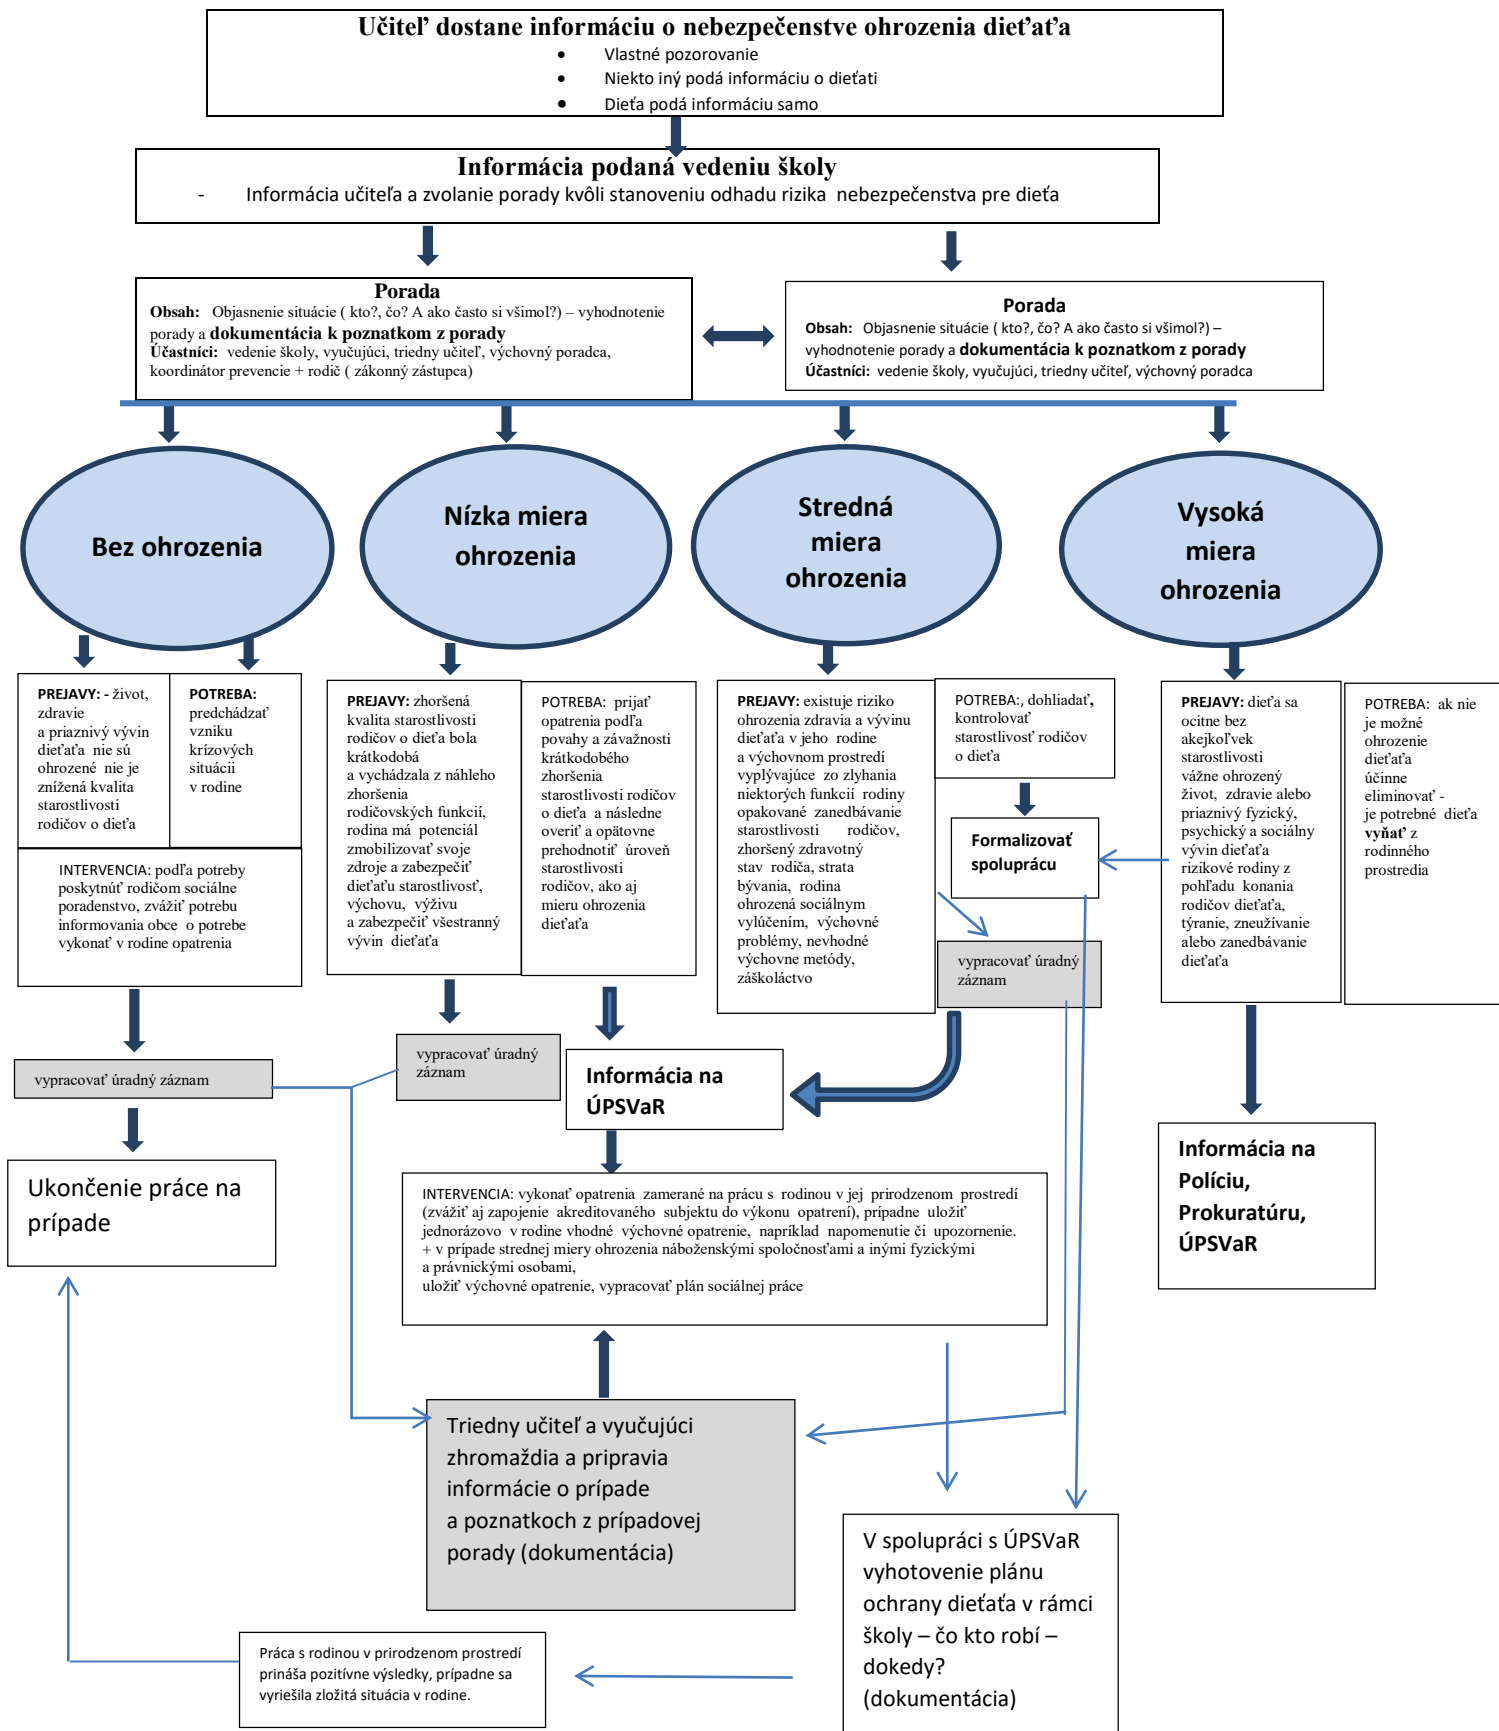 Učiteľ dostane informáciu o nebezpečenstve ohrozenia dieťaťa
• Vlastné pozorovanie
• Niekto iný podá informáciu o dieťati
• Dieťa podá informáciu samo
Informácia podaná vedeniu školy
- Informácia učiteľa a zvolanie porady kvôli stanoveniu odhadu rizika nebezpečenstva pre dieťa
Porada
Obsah: Objasnenie situácie ( kto?, čo? A ako často si všimol?) – vyhodnotenie
porady a dokumentácia k poznatkom z porady
Účastníci: vedenie školy, vyučujúci, triedny učiteľ, výchovný poradca,
koordinátor prevencie + rodič ( zákonný zástupca)
Porada
Obsah: Objasnenie situácie ( kto?, čo? A ako často si všimol?) –
vyhodnotenie porady a dokumentácia k poznatkom z porady
Účastníci: vedenie školy, vyučujúci, triedny učiteľ, výchovný poradca
Bez ohrozenia
Nízka miera
ohrozenia
Stredná
miera
ohrozenia
Vysoká
miera
ohrozenia
PREJAVY: - život,
zdravie
a priaznivý vývin
dieťaťa nie sú
ohrozené nie je
znížená kvalita
starostlivosti
rodičov o dieťa
POTREBA:
predchádzať
vzniku
krízových
situácii
v rodine
INTERVENCIA: podľa potreby
poskytnúť rodičom sociálne
poradenstvo, zvážiť potrebu
informovania obce o potrebe
vykonať v rodine opatrenia
PREJAVY: zhoršená
kvalita starostlivosti
rodičov o dieťa bola
krátkodobá
a vychádzala z náhleho
zhoršenia
rodičovských funkcií,
rodina má potenciál
zmobilizovať svoje
zdroje a zabezpečiť
dieťaťu starostlivosť,
výchovu, výživu
a zabezpečiť všestranný
vývin dieťaťa
POTREBA: prijať
opatrenia podľa
povahy a závažnosti
krátkodobého
zhoršenia
starostlivosti rodičov
o dieťa a následne
overiť a opätovne
prehodnotiť úroveň
starostlivosti
rodičov, ako aj
mieru ohrozenia
dieťaťa
PREJAVY: existuje riziko
ohrozenia zdravia a vývinu
dieťaťa v jeho rodine
a výchovnom prostredí
vyplývajúce zo zlyhania
niektorých funkcií rodiny
opakované zanedbávanie
starostlivosti rodičov,
zhoršený zdravotný
stav rodiča, strata
bývania, rodina
ohrozená sociálnym
vylúčením, výchovné
problémy, nevhodné
výchovne metódy,
záškoláctvo
POTREBA:, dohliadať,
kontrolovať
starostlivosť rodičov
o dieťa
Formalizovať
spoluprácu
vypracovať úradný
záznam
PREJAVY: dieťa sa
ocitne bez
akejkoľvek
starostlivosti
vážne ohrozený
život, zdravie alebo
priaznivý fyzický,
psychický a sociálny
vývin dieťaťa
rizikové rodiny z
pohľadu konania
rodičov dieťaťa,
týranie, zneužívanie
alebo zanedbávanie
dieťaťa
POTREBA: ak nie
je možné
ohrozenie
dieťaťa
účinne
eliminovať -
je potrebné dieťa
vyňať z
rodinného
prostredia
vypracovať úradný záznam
vypracovať úradný
záznam
Informácia na
ÚPSVaR
Informácia na
Políciu,
Prokuratúru,
ÚPSVaR
Ukončenie práce na
prípade
INTERVENCIA: vykonať opatrenia zamerané na prácu s rodinou v jej prirodzenom prostredí
(zvážiť aj zapojenie akreditovaného subjektu do výkonu opatrení), prípadne uložiť
jednorázovo v rodine vhodné výchovné opatrenie, napríklad napomenutie či upozornenie.
+ v prípade strednej miery ohrozenia náboženskými spoločnosťami a inými fyzickými
a právnickými osobami,
uložiť výchovné opatrenie, vypracovať plán sociálnej práce
Triedny učiteľ a vyučujúci
zhromaždia a pripravia
informácie o prípade
a poznatkoch z prípadovej
porady (dokumentácia)
V spolupráci s ÚPSVaR
vyhotovenie plánu
ochrany dieťaťa v rámci
školy – čo kto robí –
dokedy?
(dokumentácia)
Práca s rodinou v prirodzenom prostredí
prináša pozitívne výsledky, prípadne sa
vyriešila zložitá situácia v rodine.